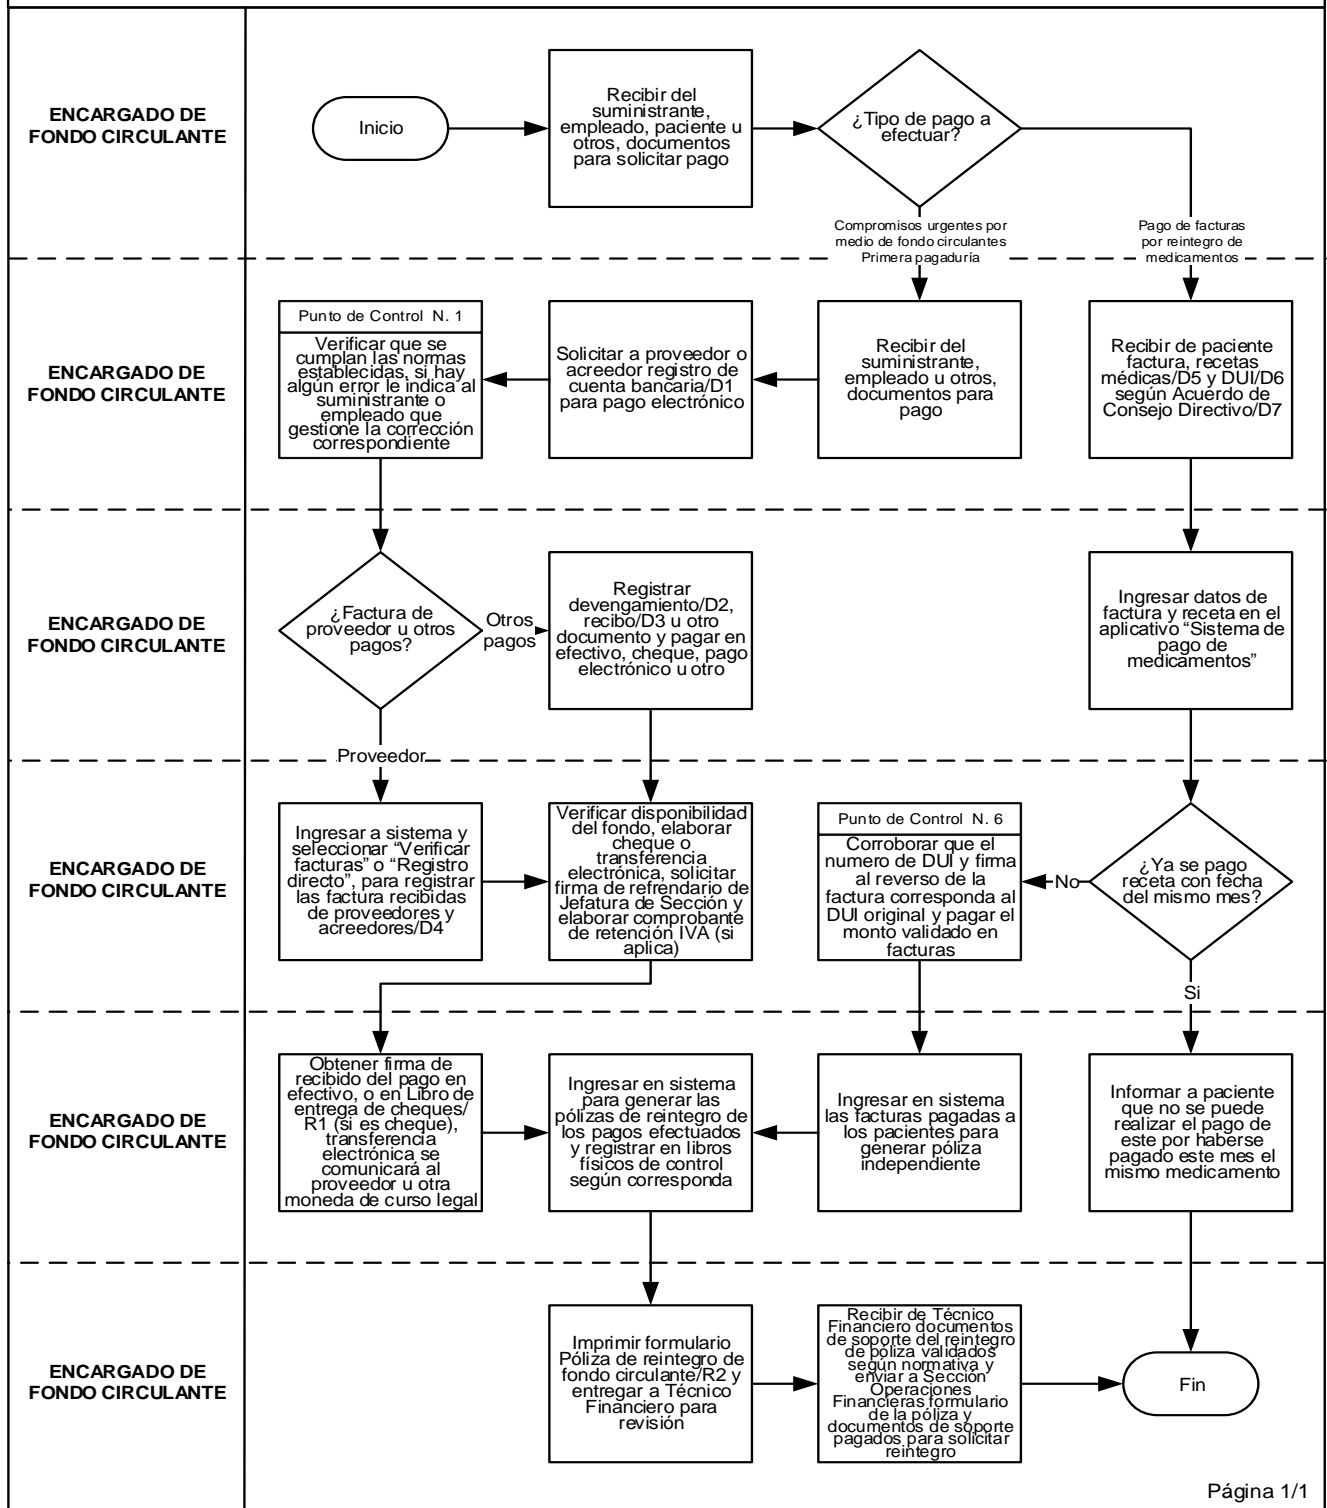 ENCARGADO DE
FONDO CIRCULANTE
Inicio
Recibir del
suministrante,
empleado, paciente u
otros, documentos
para solicitar pago
¿Tipo de pago a
efectuar?
Compromisos urgentes por
medio de fondo circulantes
Primera pagaduría
Pago de facturas
por reintegro de
medicamentos
ENCARGADO DE
FONDO CIRCULANTE
Punto de Control N. 1
Verificar que se
cumplan las normas
establecidas, si hay
algún error le indica al
suministrante o
empleado que
gestione la corrección
correspondiente
Solicitar a proveedor o
acreedor registro de
cuenta bancaria/D1
para pago electrónico
Recibir del
suministrante,
empleado u otros,
documentos para
pago
Recibir de paciente
factura, recetas
médicas/D5 y DUI/D6
según Acuerdo de
Consejo Directivo/D7
ENCARGADO DE
FONDO CIRCULANTE
¿Factura de
proveedor u otros
pagos?
Otros
pagos
Registrar
devengamiento/D2,
recibo/D3 u otro
documento y pagar en
efectivo, cheque, pago
electrónico u otro
Ingresar datos de
factura y receta en el
aplicativo “Sistema de
pago de
medicamentos”
Proveedor
ENCARGADO DE
FONDO CIRCULANTE
Ingresar a sistema y
seleccionar “Verificar
facturas” o “Registro
directo”, para registrar
las factura recibidas
de proveedores y
acreedores/D4
Verificar disponibilidad
del fondo, elaborar
cheque o
transferencia
electrónica, solicitar
firma de refrendario de
Jefatura de Sección y
elaborar comprobante
de retención IVA (si
aplica)
Punto de Control N. 6
Corroborar que el
numero de DUI y firma
al reverso de la
factura corresponda al
DUI original y pagar el
monto validado en
facturas
No
¿Ya se pago
receta con fecha
del mismo mes?
Si
ENCARGADO DE
FONDO CIRCULANTE
Obtener firma de
recibido del pago en
efectivo, o en Libro de
entrega de cheques/
R1 (si es cheque),
transferencia
electrónica se
comunicará al
proveedor u otra
moneda de curso legal
Ingresar en sistema
para generar las
pólizas de reintegro de
los pagos efectuados
y registrar en libros
físicos de control
según corresponda
Ingresar en sistema
las facturas pagadas a
los pacientes para
generar póliza
independiente
Informar a paciente
que no se puede
realizar el pago de
este por haberse
pagado este mes el
mismo medicamento
ENCARGADO DE
FONDO CIRCULANTE
Imprimir formulario
Póliza de reintegro de
fondo circulante/R2 y
entregar a Técnico
Financiero para
revisión
Recibir de Técnico
Financiero documentos
de soporte del reintegro
de póliza validados
según normativa y
enviar a Sección
Operaciones
Financieras formulario
de la póliza y
documentos de soporte
pagados para solicitar
reintegro
Fin
Página 1/1